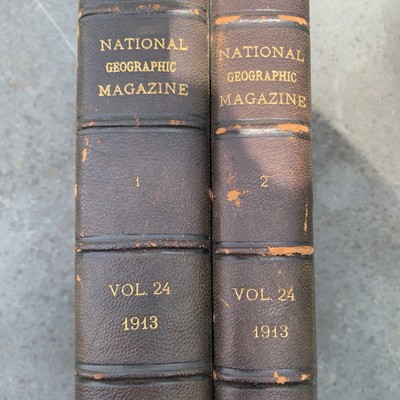 NATIONAL
GEOGRAPHIC
MAGAZINE
1
VOL. 24
1913
NATIONAL
GEOGRAPHIC
MAGAZINE
2
VOL. 24
1913